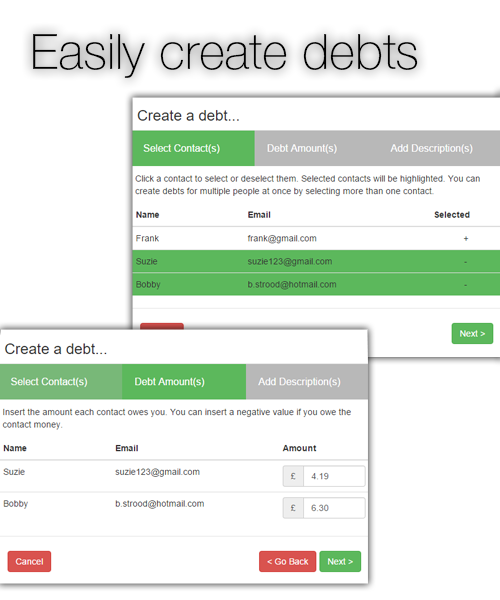 Easily create debts
Create a debt...
Select Contact(s) Debt Amount(s) Add Description(s)
Click a contact to select or deselect them. Selected contacts will be highlighted. You can
create debts for multiple people at once by selecting more than one contact.
Name Email Selected
Frank frank@gmail.com +
Suzie suzie123@gmail.com -
Bobby b.strood@hotmail.com -
Next >
Create a debt...
Select Contact(s) Debt Amount(s) Add Description(s)
Insert the amount each contact owes you. You can insert a negative value if you owe the
contact money.
Name Email Amount
Suzie suzie123@gmail.com £ 4.19
Bobby b.strood@hotmail.com £ 6.30
Cancel < Go Back Next >